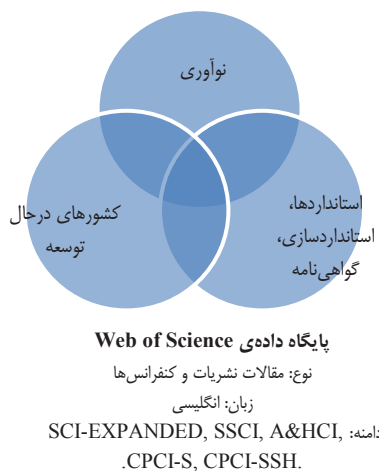 نوآوری
استانداردها،
استانداردسازی،
گواهی‌نامه
کشورهای درحال
توسعه
پایگاه داده‌ی Web of Science
نوع: مقالات نشریات و کنفرانس‌ها
زبان: انگلیسی
دامنه: SCI-EXPANDED, SSCI, A&HCI,
CPCI-S, CPCI-SSH.